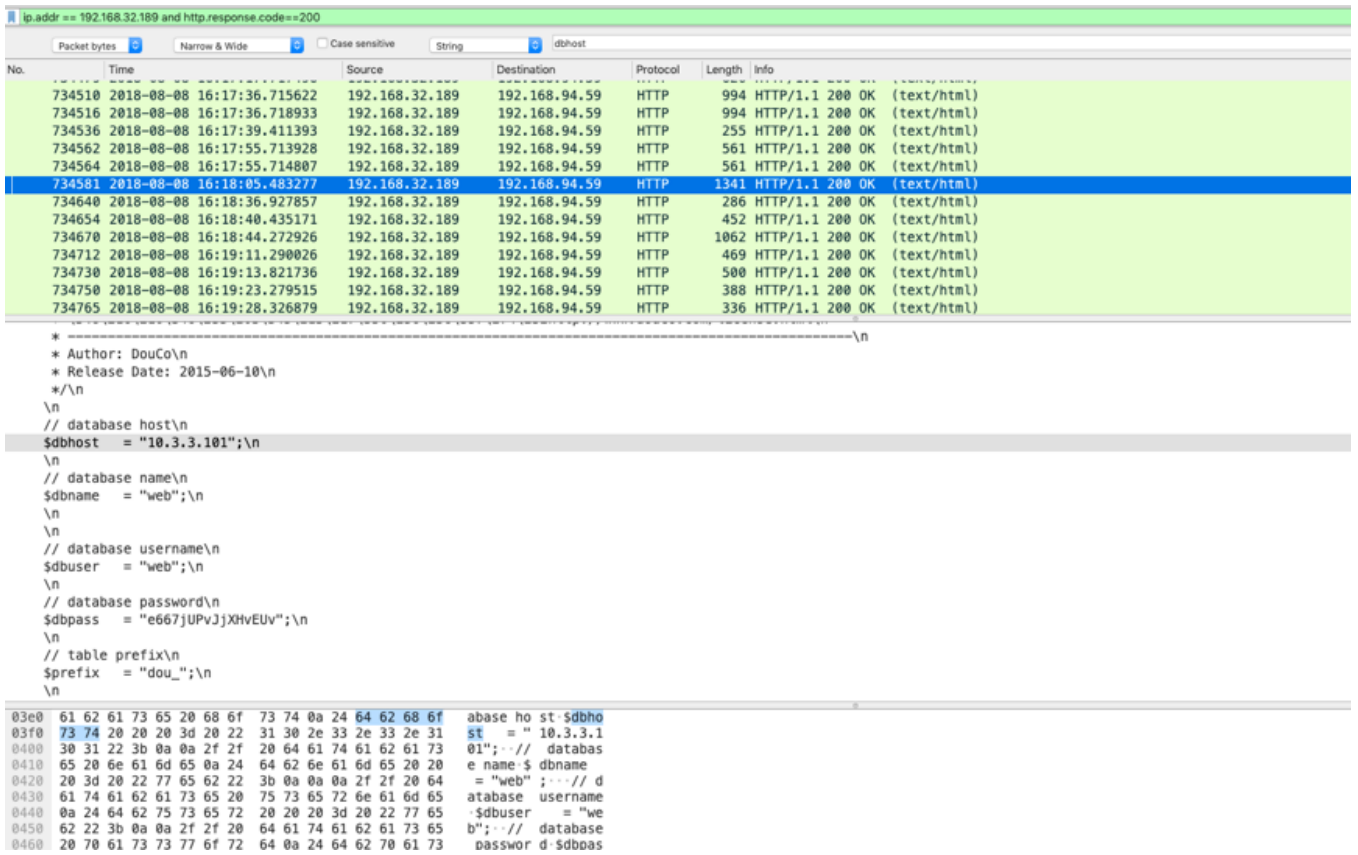 ip.addr == 192.168.32.189 and http.response.code==200
Packet bytes Narrow & Wide Case sensitive String dbhost
No. Time Source Destination Protocol Length Info
734510 2018-08-08 16:17:36.715622 192.168.32.189 192.168.94.59 HTTP 994 HTTP/1.1 200 OK (text/html)
734516 2018-08-08 16:17:36.718933 192.168.32.189 192.168.94.59 HTTP 994 HTTP/1.1 200 OK (text/html)
734536 2018-08-08 16:17:39.411393 192.168.32.189 192.168.94.59 HTTP 255 HTTP/1.1 200 OK (text/html)
734562 2018-08-08 16:17:55.713928 192.168.32.189 192.168.94.59 HTTP 561 HTTP/1.1 200 OK (text/html)
734564 2018-08-08 16:17:55.714807 192.168.32.189 192.168.94.59 HTTP 561 HTTP/1.1 200 OK (text/html)
734581 2018-08-08 16:18:05.483277 192.168.32.189 192.168.94.59 HTTP 1341 HTTP/1.1 200 OK (text/html)
734640 2018-08-08 16:18:36.927857 192.168.32.189 192.168.94.59 HTTP 286 HTTP/1.1 200 OK (text/html)
734654 2018-08-08 16:18:40.435171 192.168.32.189 192.168.94.59 HTTP 452 HTTP/1.1 200 OK (text/html)
734670 2018-08-08 16:18:44.272926 192.168.32.189 192.168.94.59 HTTP 1062 HTTP/1.1 200 OK (text/html)
734712 2018-08-08 16:19:11.290026 192.168.32.189 192.168.94.59 HTTP 469 HTTP/1.1 200 OK (text/html)
734730 2018-08-08 16:19:13.821736 192.168.32.189 192.168.94.59 HTTP 500 HTTP/1.1 200 OK (text/html)
734750 2018-08-08 16:19:23.279515 192.168.32.189 192.168.94.59 HTTP 388 HTTP/1.1 200 OK (text/html)
734765 2018-08-08 16:19:28.326879 192.168.32.189 192.168.94.59 HTTP 336 HTTP/1.1 200 OK (text/html)
* ----------------------------------------------------------------------------------------\n
* Author: DouCo\n
* Release Date: 2015-06-10\n
*/\n
\n
// database host\n
$dbhost   = "10.3.3.101";\n
\n
// database name\n
$dbname   = "web";\n
\n
\n
// database username\n
$dbuser   = "web";\n
\n
// database password\n
$dbpass   = "e667jUPvJjXHvEUv";\n
\n
// table prefix\n
$prefix   = "dou_";\n
\n
03e0 61 62 61 73 65 20 68 6f 73 74 0a 24 64 62 68 6f abase ho st·$dbho
03f0 73 74 20 20 20 3d 20 22 31 30 2e 33 2e 33 2e 31 st   = " 10.3.3.1
0400 30 31 22 3b 0a 0a 2f 2f 20 64 61 74 61 62 61 73 01";··//  databas
0410 65 20 6e 61 6d 65 0a 24 64 62 6e 61 6d 65 20 20 e name·$ dbname
0420 20 3d 20 22 77 65 62 22 3b 0a 0a 0a 2f 2f 20 64 = "web" ;···// d
0430 61 74 61 62 61 73 65 20 75 73 65 72 6e 61 6d 65 atabase  username
0440 0a 24 64 62 75 73 65 72 20 20 20 3d 20 22 77 65 ·$dbuser    = "we
0450 62 22 3b 0a 0a 2f 2f 20 64 61 74 61 62 61 73 65 b";··//  database
0460 20 70 61 73 73 77 6f 72 64 0a 24 64 62 70 61 73 passwor d·$dbpas